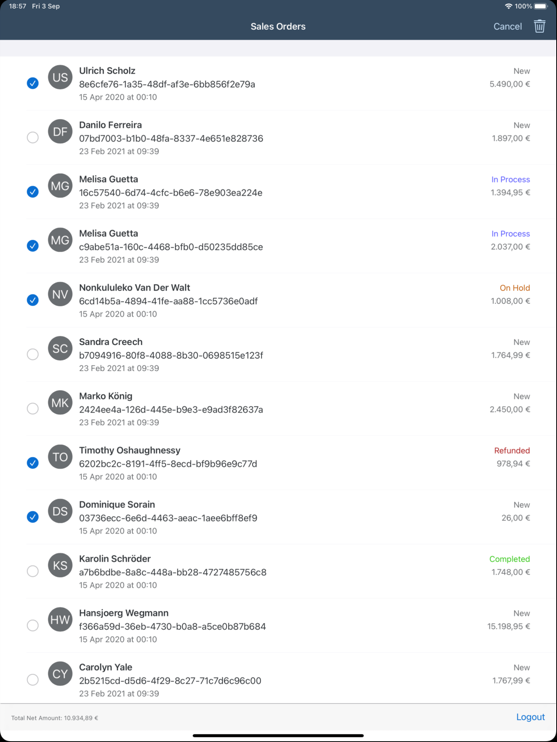 18:57 Fri 3 Sep 100%
Sales Orders Cancel
US Ulrich Scholz New
8e6cfe76-1a35-48df-af3e-6bb856f2e79a 5.490,00 €
15 Apr 2020 at 00:10
DF Danilo Ferreira New
07bd7003-b1b0-48fa-8337-4e651e828736 1.897,00 €
23 Feb 2021 at 09:39
MG Melisa Guetta In Process
16c57540-6d74-4cfc-b6e6-78e903ea224e 1.394,95 €
23 Feb 2021 at 09:39
MG Melisa Guetta In Process
c9abe51a-160c-4468-bfb0-d50235dd85ce 2.037,00 €
23 Feb 2021 at 09:39
NV Nonkululeko Van Der Walt On Hold
6cd14b5a-4894-41fe-aa88-1cc5736e0adf 1.008,00 €
15 Apr 2020 at 00:10
SC Sandra Creech New
b7094916-80f8-4088-8b30-0698515e123f 1.764,99 €
23 Feb 2021 at 09:39
MK Marko König New
2424ee4a-126d-445e-b9e3-e9ad3f82637a 2.450,00 €
23 Feb 2021 at 09:39
TO Timothy Oshaughnessy Refunded
6202bc2c-8191-4ff5-8ecd-bf9b96e9c77d 978,94 €
15 Apr 2020 at 00:10
DS Dominique Sorain New
03736ecc-6e6d-4463-aeac-1aee6bff8ef9 26,00 €
15 Apr 2020 at 00:10
KS Karolin Schröder Completed
a7b6bdbe-8a8c-448a-bb28-4727485756c8 1.748,00 €
15 Apr 2020 at 00:10
HW Hansjoerg Wegmann New
f366a59d-36eb-4730-b0a8-a5ce0b87b684 15.198,95 €
15 Apr 2020 at 00:10
CY Carolyn Yale New
2b5215cd-d5d6-4f29-8c27-71c7d6c96c00 1.767,99 €
23 Feb 2021 at 09:39
Total Net Amount: 10.934,89 € Logout